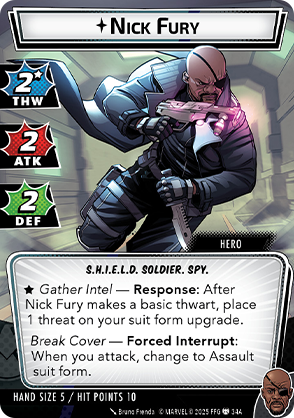 ✦NICK FURY
2★
THW
2
ATK
2
DEF
HERO
S.H.I.E.L.D. SOLDIER. SPY.
★ Gather Intel — Response: After
Nick Fury makes a basic thwart, place
1 threat on your suit form upgrade.
Break Cover — Forced Interrupt:
When you attack, change to Assault
suit form.
HAND SIZE 5 / HIT POINTS 10
Bruno Frenda © MARVEL © 2025 FFG 34A